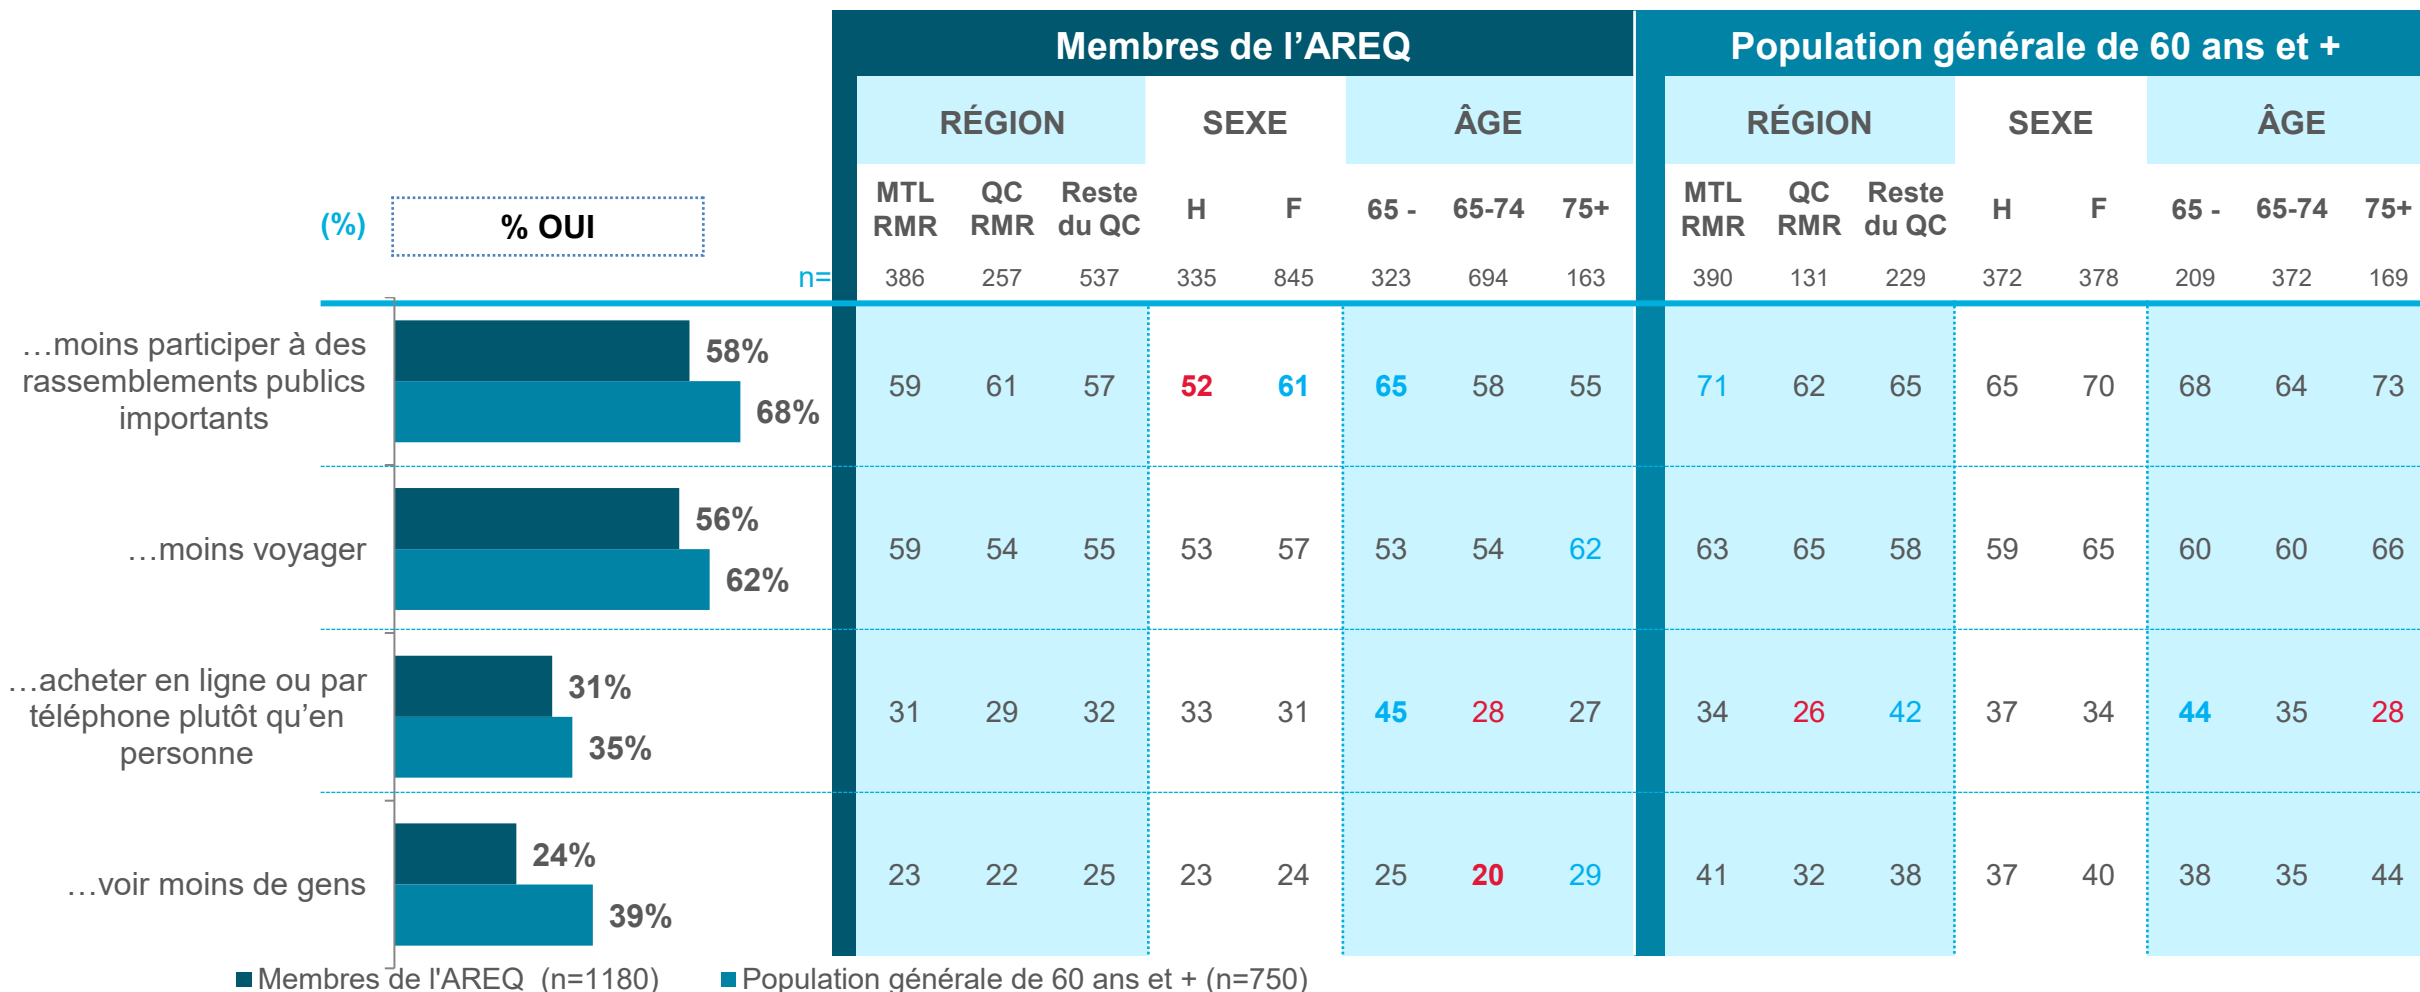 Membres de l’AREQ
Population générale de 60 ans et +
RÉGION SEXE ÂGE RÉGION SEXE ÂGE
(%) % OUI
MTL RMR QC RMR Reste du QC H F 65 - 65-74 75+ MTL RMR QC RMR Reste du QC H F 65 - 65-74 75+
n= 386 257 537 335 845 323 694 163 390 131 229 372 378 209 372 169
…moins participer à des
rassemblements publics
importants
58%
68%
59 61 57 52 61 65 58 55 71 62 65 65 70 68 64 73
…moins voyager
56%
62%
59 54 55 53 57 53 54 62 63 65 58 59 65 60 60 66
…acheter en ligne ou par
téléphone plutôt qu’en
personne
31%
35%
31 29 32 33 31 45 28 27 34 26 42 37 34 44 35 28
…voir moins de gens
24%
39%
23 22 25 23 24 25 20 29 41 32 38 37 40 38 35 44
Membres de l'AREQ (n=1180) Population générale de 60 ans et + (n=750)